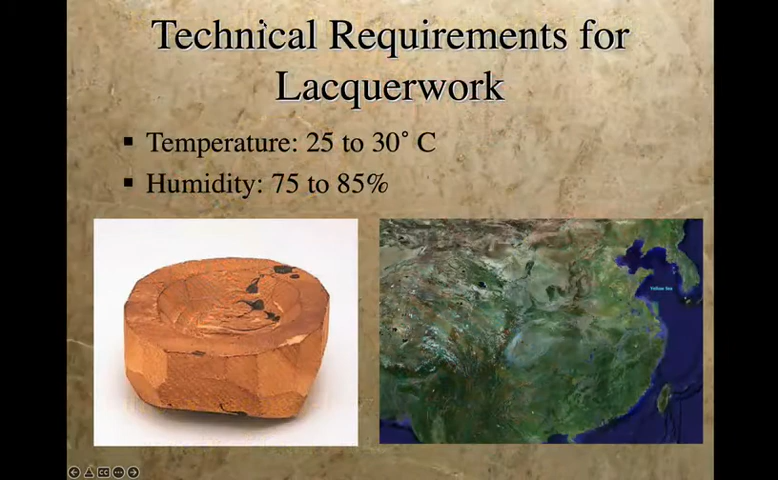 Technical Requirements for
Lacquerwork
▪ Temperature: 25 to 30° C
▪ Humidity: 75 to 85%
Yellow Sea